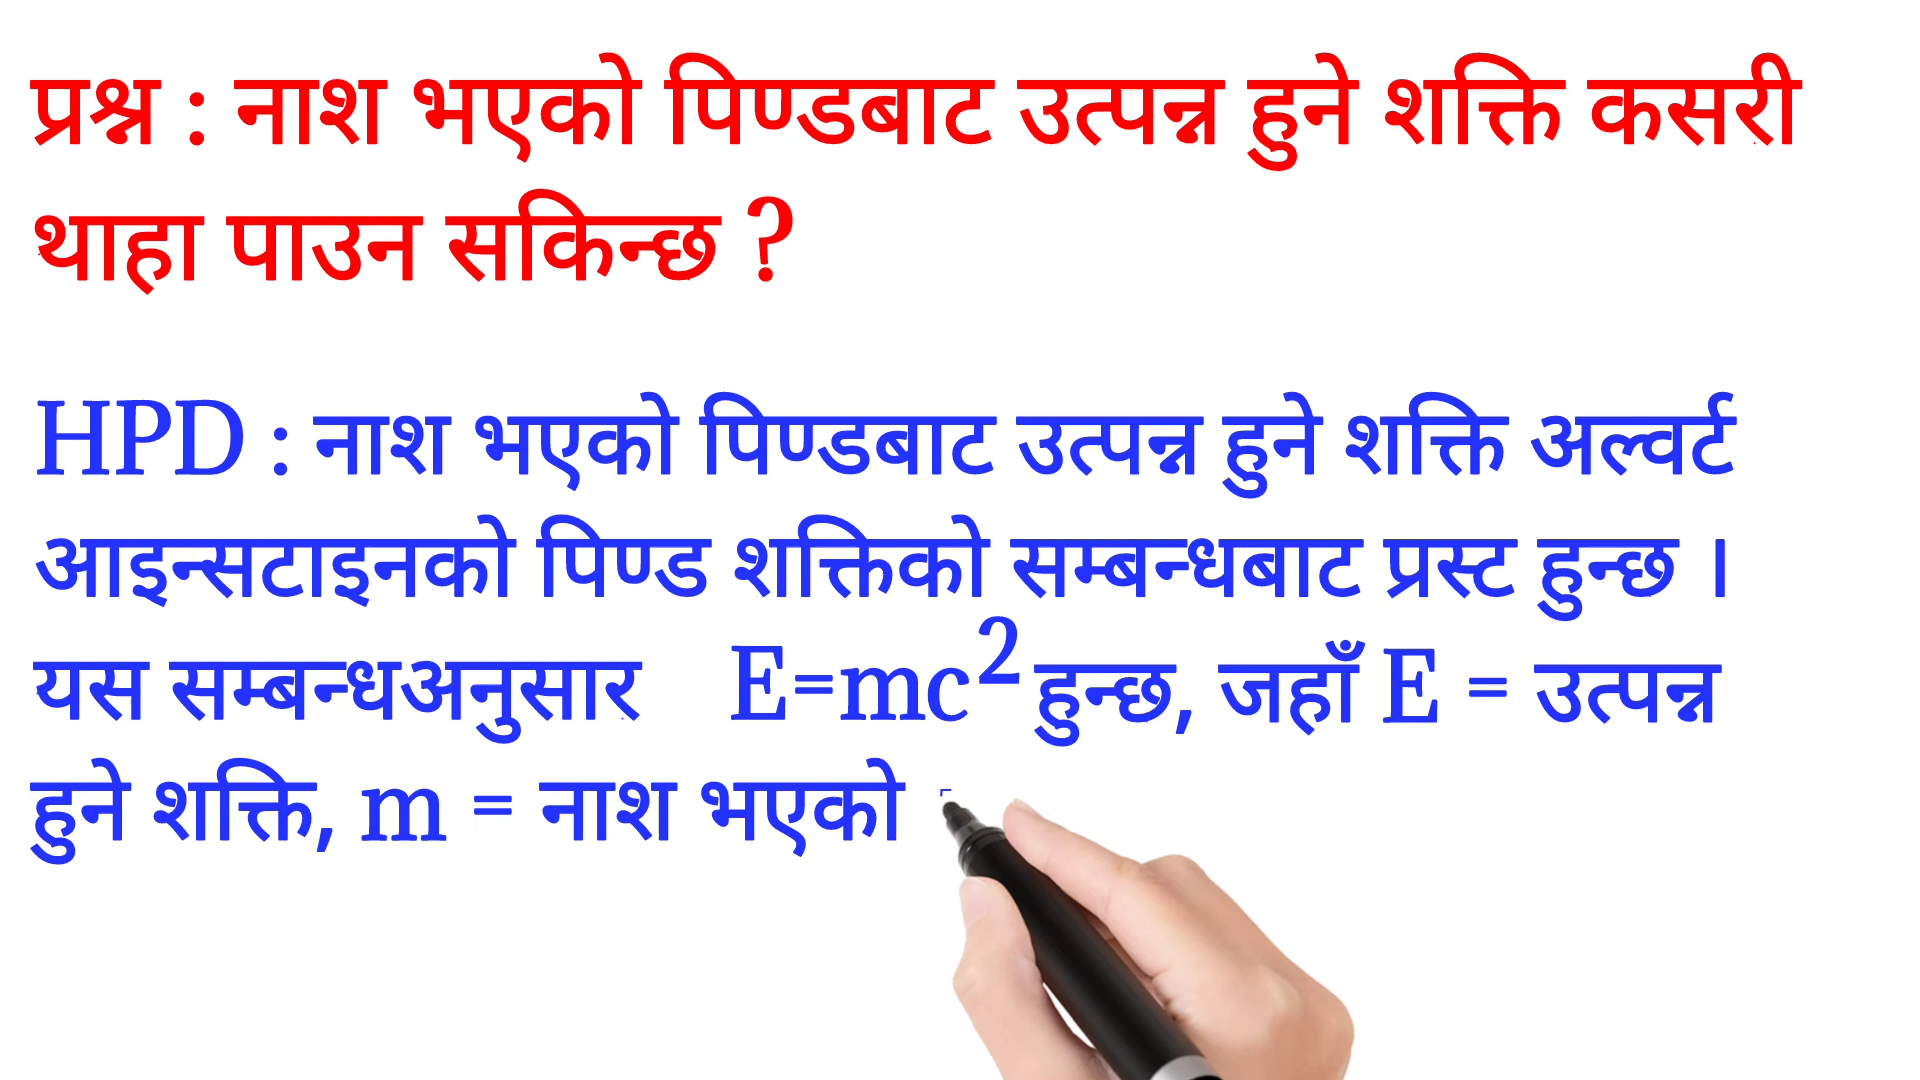 प्रश्न : नाश भएको पिण्डबाट उत्पन्न हुने शक्ति कसरी
थाहा पाउन सकिन्छ ?
HPD : नाश भएको पिण्डबाट उत्पन्न हुने शक्ति अल्वर्ट
आइन्सटाइनको पिण्ड शक्तिको सम्बन्धबाट प्रस्ट हुन्छ ।
यस सम्बन्धअनुसार E=mc² हुन्छ, जहाँ E = उत्पन्न
हुने शक्ति, m = नाश भएको